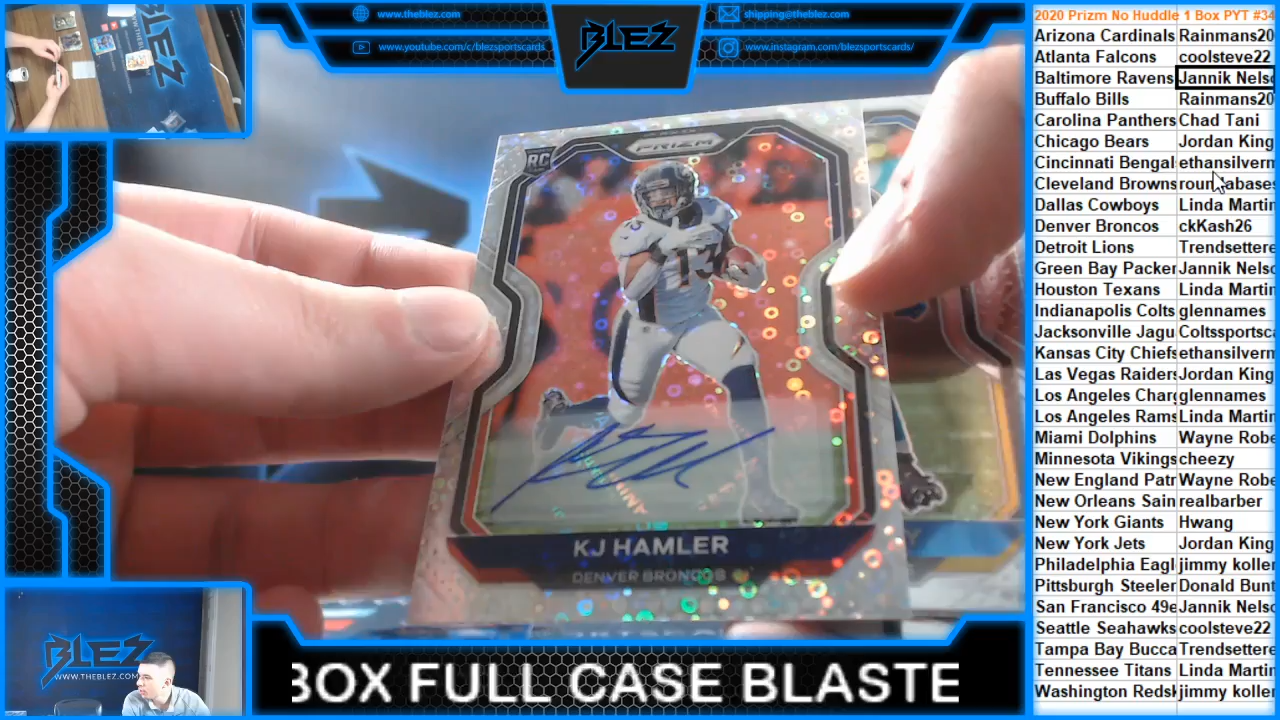 www.theblez.com
www.youtube.com/c/blezsportscards
BLEZ
shipping@theblez.com
www.instagram.com/blezsportscards/
BLEZ
RC
PRIZM
13
KJ HAMLER
DENVER BRONCOS
BLEZ
WWW.THEBLEZ.COM
BOX FULL CASE BLASTE
2020 Prizm No Huddle 1 Box PYT #34
Arizona Cardinals Rainmans20
Atlanta Falcons coolsteve22
Baltimore Ravens Jannik Nelso
Buffalo Bills Rainmans20
Carolina Panthers Chad Tani
Chicago Bears Jordan King
Cincinnati Bengal ethansilverm
Cleveland Browns
Dallas Cowboys Linda Martin
Denver Broncos ckKash26
Detroit Lions Trendsettere
Green Bay Packer Jannik Nelso
Houston Texans Linda Martin
Indianapolis Colts glennames
Jacksonville Jagu Coltssportsca
Kansas City Chiefs ethansilverm
Las Vegas Raiders Jordan King
Los Angeles Charg glennames
Los Angeles Rams Linda Martin
Miami Dolphins Wayne Robe
Minnesota Vikings cheezy
New England Patr Wayne Robe
New Orleans Sain realbarber
New York Giants Hwang
New York Jets Jordan King
Philadelphia Eagl jimmy koller
Pittsburgh Steeler Donald Bunt
San Francisco 49e Jannik Nelso
Seattle Seahawks coolsteve22
Tampa Bay Bucca Trendsettere
Tennessee Titans Linda Martin
Washington Redsk jimmy koller